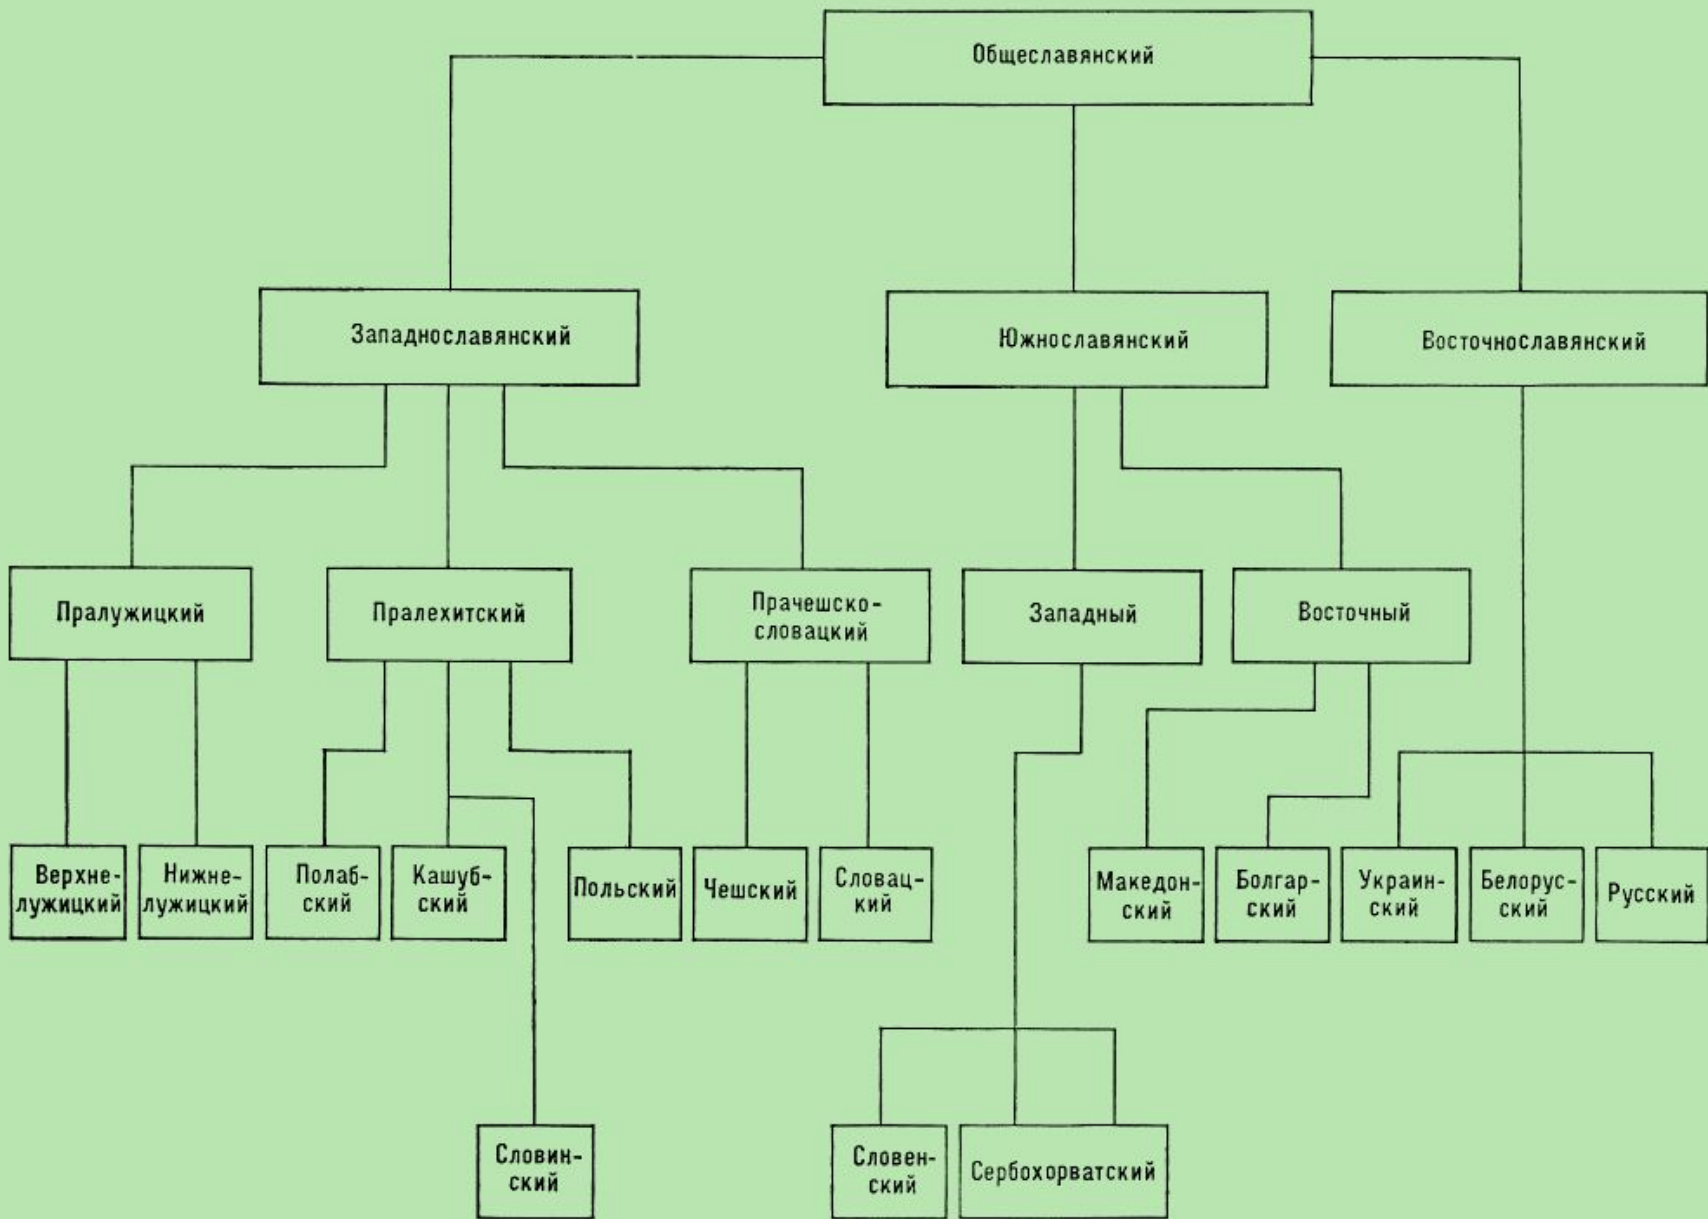 Общеславянский
Западнославянский
Южнославянский
Восточнославянский
Пралужицкий
Пралехитский
Прачешско-
словацкий
Западный
Восточный
Верхне-
лужицкий
Нижне-
лужицкий
Полаб-
ский
Кашуб-
ский
Польский
Чешский
Словац-
кий
Македон-
ский
Болгар-
ский
Украин-
ский
Белорус-
ский
Русский
Словин-
ский
Словен-
ский
Сербохорватский